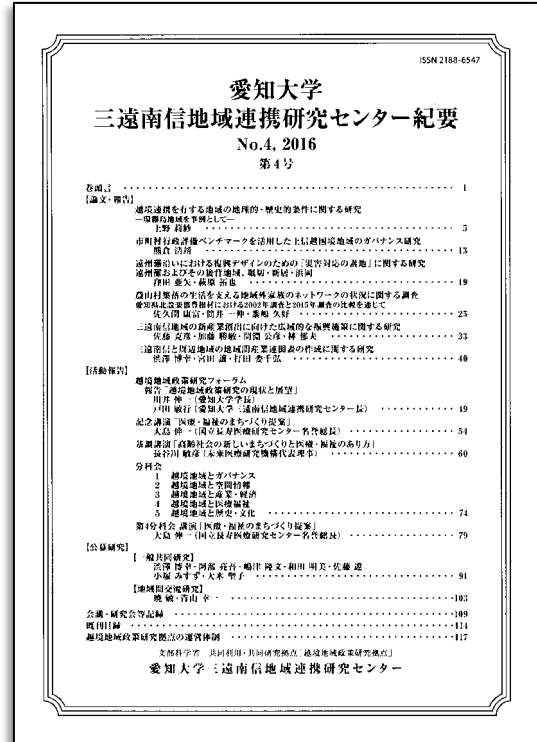 ISSN 2188-6547
愛知大学
三遠南信地域連携研究センター紀要
No.4, 2016
第4号
巻頭言 ‥‥‥ 1
【論文・報告】
越境連携を有する地域の地理的・歴史的条件に関する研究
―環霧島地域を事例として―
上野 莉紗 ‥‥‥ 5
市町村行政評価ベンチマークを活用した上信越国境地域のガバナンス研究
熊倉 浩靖 ‥‥‥ 13
遠州灘沿いにおける復興デザインのための「災害対応の素地」に関する研究
遠州灘およびその後背地域、堀切・新居・浜岡
窪田 亜矢・萩原 拓也 ‥‥‥ 19
農山村集落の生活を支える地域外家族のネットワークの状況に関する調査
愛知県北設楽郡豊根村における2002年調査と2015年調査の比較を通じて
佐久間 康富・筒井 一伸・嵩 久好 ‥‥‥ 25
三遠南信地域の新産業創出に向けた広域的な振興施策に関する研究
佐藤 克彦・加藤 勝敏・間淵 公彦・林 郁夫 ‥‥‥ 33
三遠南信と周辺地域の地域間産業連関表の作成に関する研究
渋澤 博幸・宮田 譲・打田 委千弘 ‥‥‥ 40
【活動報告】
越境地域政策研究フォーラム
報告「越境地域政策研究の現状と展望」
川井 伸一(愛知大学学長)
戸田 敏行(愛知大学三遠南信地域連携研究センター長) ‥‥‥ 49
記念講演「医療・福祉のまちづくり提案」
大島 伸一(国立長寿医療研究センター名誉総長) ‥‥‥ 54
基調講演「高齢社会の新しいまちづくりと医療・福祉のあり方」
長谷川 敏彦(未来医療研究機構代表理事) ‥‥‥ 60
分科会
1 越境地域とガバナンス
2 越境地域と空間情報
3 越境地域と産業・経済
4 越境地域と医療福祉
5 越境地域と歴史・文化 ‥‥‥ 74
第4分科会 講演「医療・福祉のまちづくり提案」
大島 伸一(国立長寿医療研究センター名誉総長) ‥‥‥ 79
【公募研究】
【一般共同研究】
渋澤 博幸・阿部 亮吾・嶋津 隆文・和田 明美・佐藤 遼
小塚 みすず・大木 聖子 ‥‥‥ 91
【地域間交流研究】
暁 敏・青山 幸一 ‥‥‥ 103
会議・研究会等記録 ‥‥‥ 109
既刊目録 ‥‥‥ 114
越境地域政策研究拠点の運営体制 ‥‥‥ 117
文部科学省 共同利用・共同研究拠点「越境地域政策研究拠点」
愛知大学三遠南信地域連携研究センター